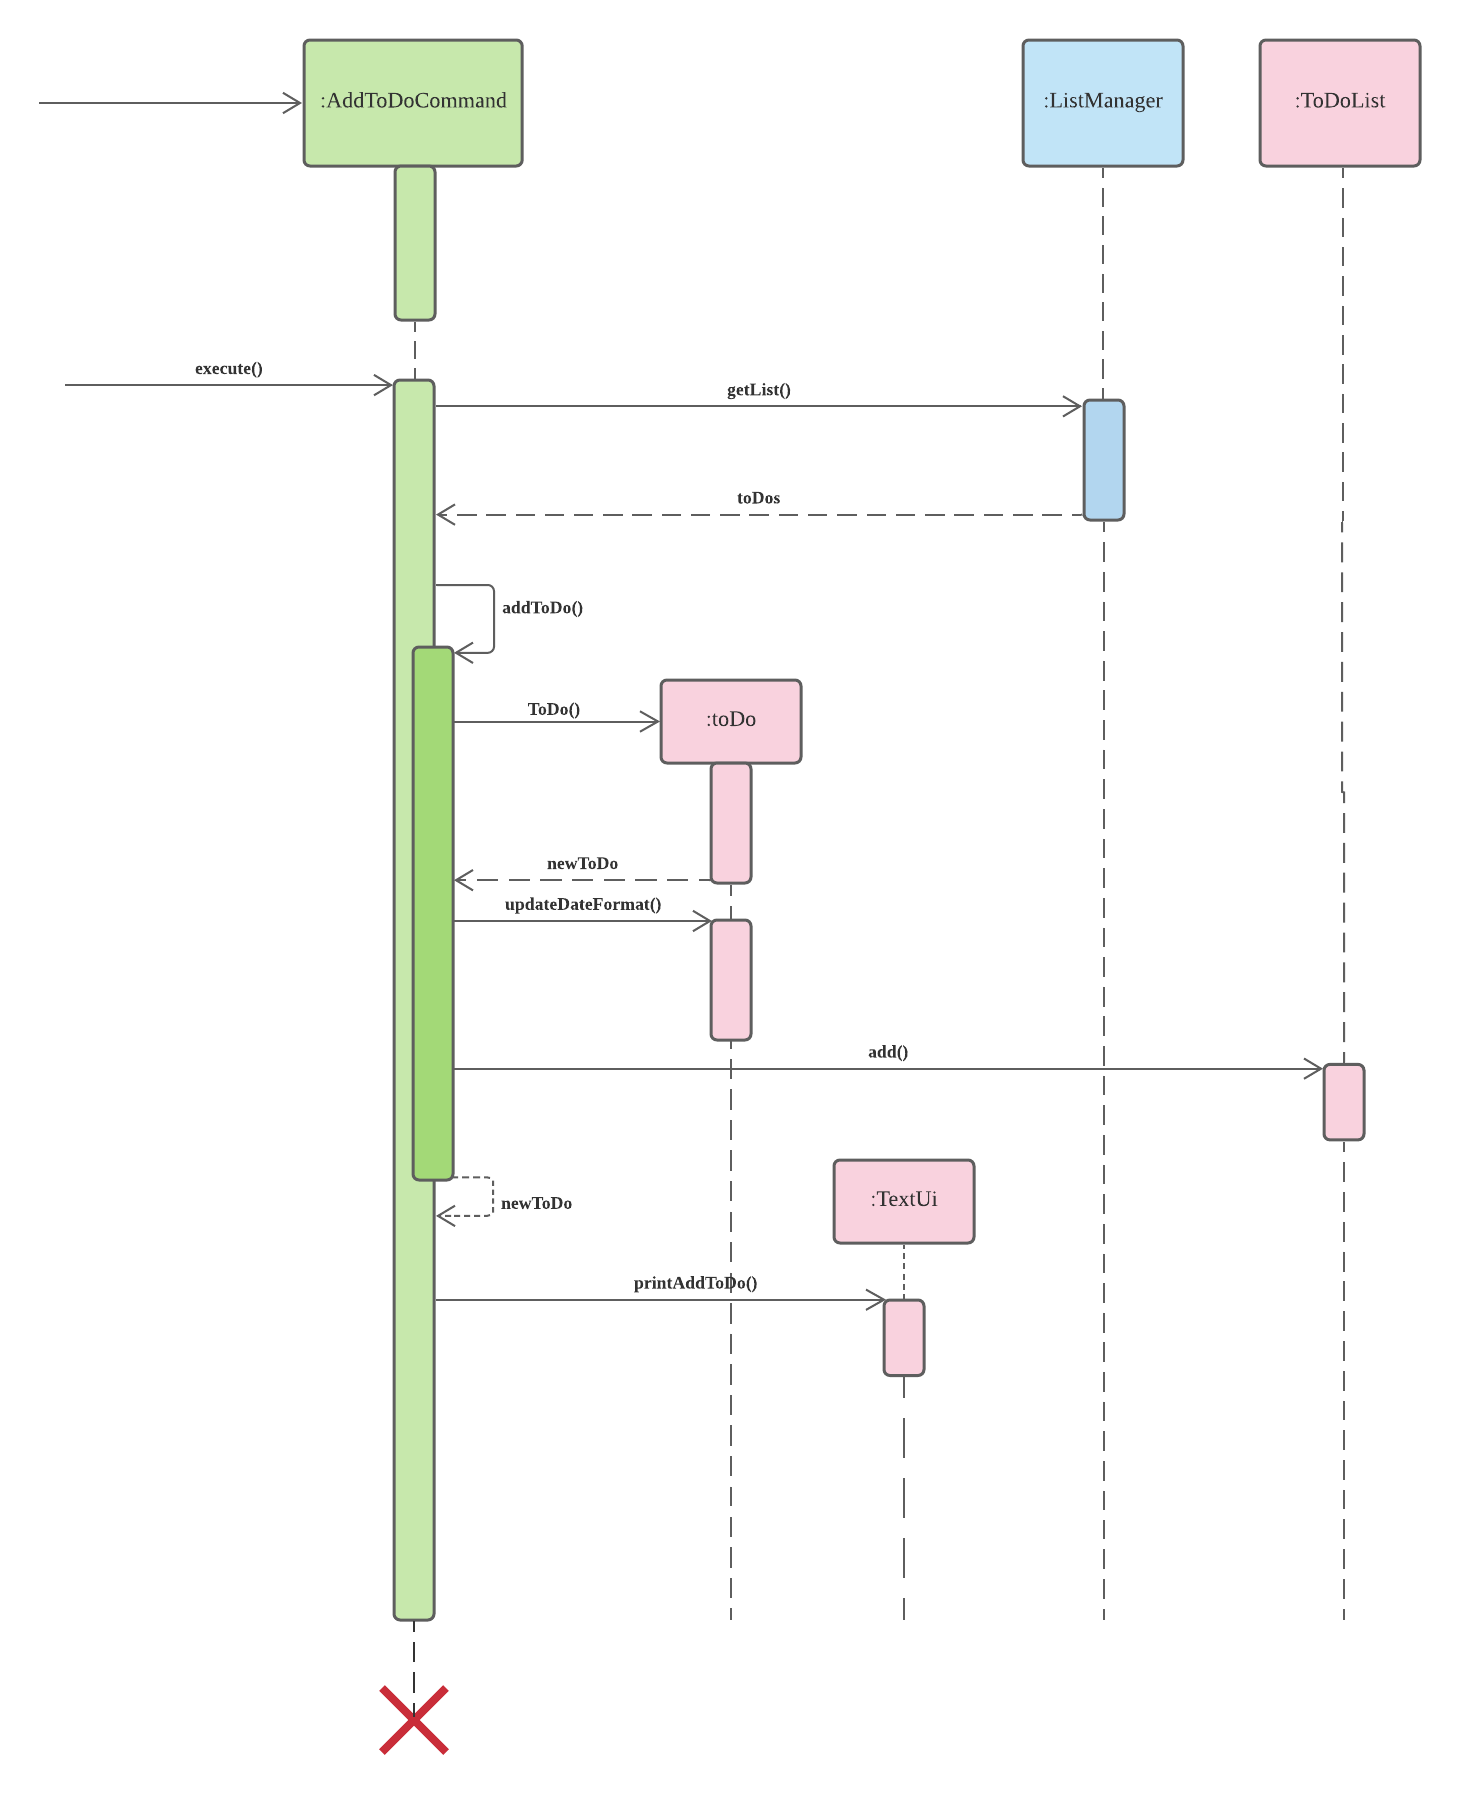 :AddToDoCommand
:ListManager
:ToDoList
execute()
getList()
toDos
addToDo()
ToDo()
:toDo
newToDo
updateDateFormat()
add()
:TextUi
newToDo
printAddToDo()